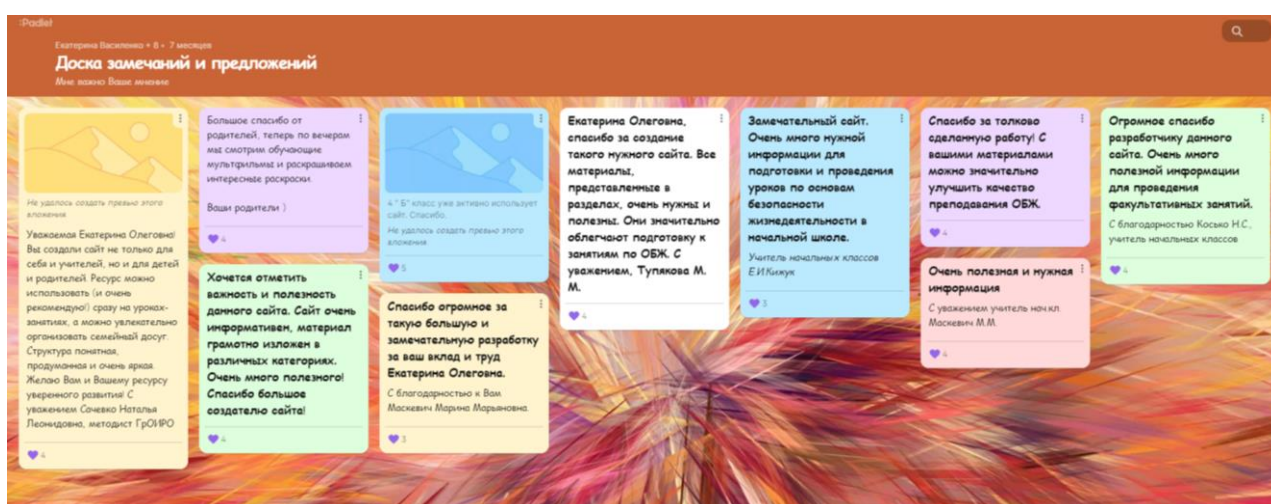 :Padlet
Екатерина Василенко + 8 • 7 месяцев
Доска замечаний и предложений
Мне важно Ваше мнение
Не удалось создать превью этого
вложения
Уважаемая Екатерина Олеговна!
Вы создали сайт не только для
себя и учителей, но и для детей
и родителей. Ресурс можно
использовать (и очень
рекомендую!) сразу на уроках-
занятиях, а можно увлекательно
организовать семейный досуг.
Структура понятная,
продуманная и очень яркая.
Желаю Вам и Вашему ресурсу
уверенного развития! С
уважением Сачевко Наталья
Леонидовна, методист ГрОИРО
4
Большое спасибо от
родителей, теперь по вечерам
мы смотрим обучающие
мультфильмы и раскрашиваем
интересные раскраски.
Ваши родители )
4
Хочется отметить
важность и полезность
данного сайта. Сайт очень
информативен, материал
грамотно изложен в
различных категориях.
Очень много полезного!
Спасибо большое
создателю сайта!
4
4 " Б" класс уже активно использует
сайт. Спасибо.
Не удалось создать превью этого
вложения
5
Спасибо огромное за
такую большую и
замечательную разработку
за ваш вклад и труд
Екатерина Олеговна.
С благодарностью к Вам
Маскевич Марина Марьяновна.
3
Екатерина Олеговна,
спасибо за создание
такого нужного сайта. Все
материалы,
представленные в
разделах, очень нужны и
полезны. Они значительно
облегчают подготовку к
занятиям по ОБЖ. С
уважением, Тупякова М.
М.
4
Замечательный сайт.
Очень много нужной
информации для
подготовки и проведения
уроков по основам
безопасности
жизнедеятельности в
начальной школе.
Учитель начальных классов
Е.И.Кижук
3
Спасибо за толково
сделанную работу! С
вашими материалами
можно значительно
улучшить качество
преподавания ОБЖ.
4
Очень полезная и нужная
информация
С уважением учитель нач.кл.
Маскевич М.М.
4
Огромное спасибо
разработчику данного
сайта. Очень много
полезной информации
для проведения
факультативных занятий.
С благодарностью Косько Н.С.,
учитель начальных классов
4